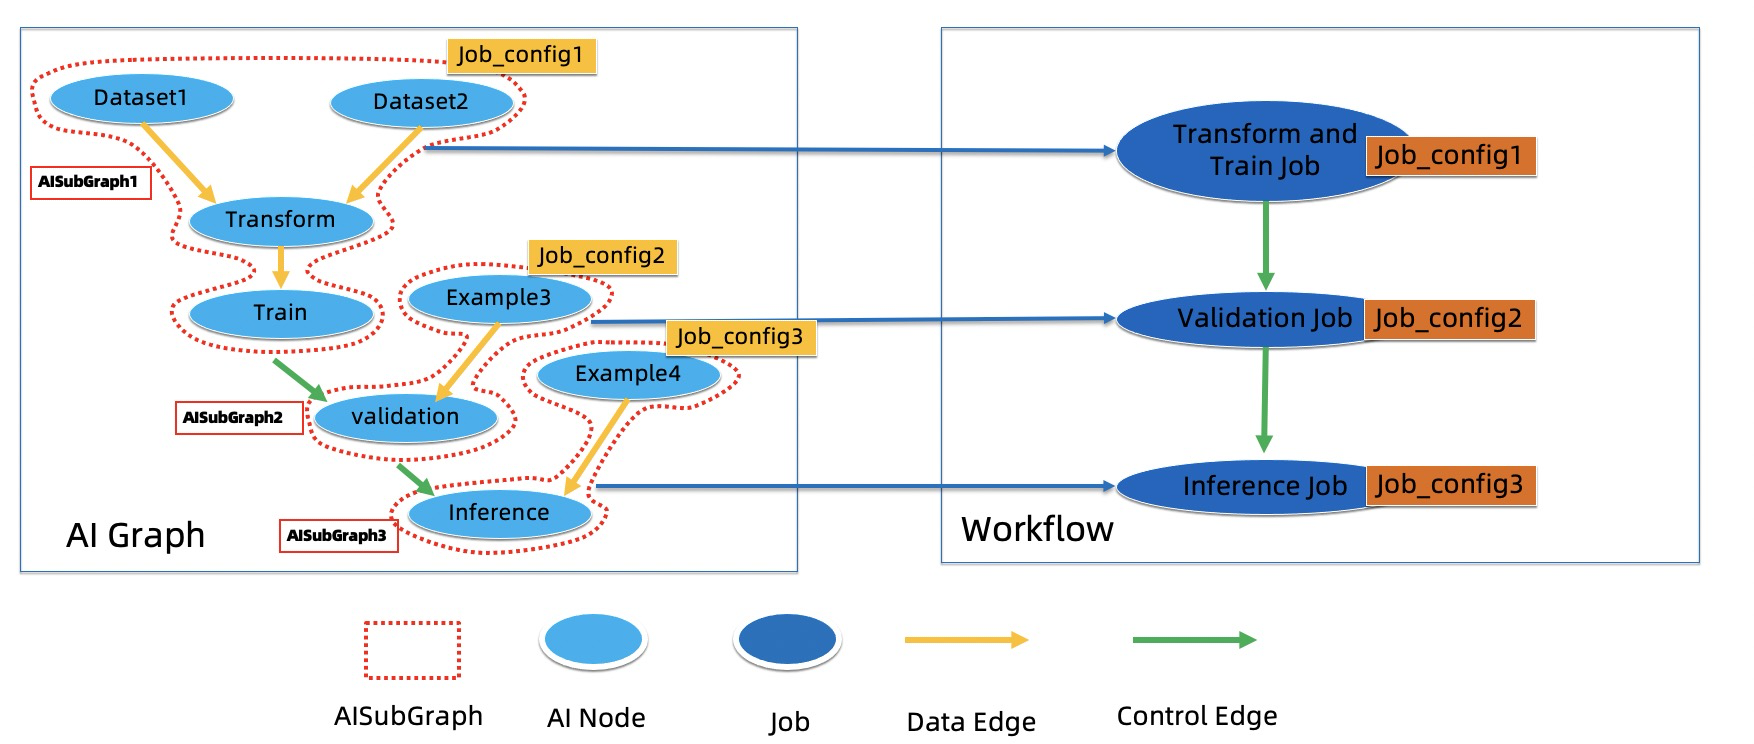 Job_config1
Dataset1
Dataset2
AISubGraph1
Transform
Job_config2
Example3
Train
Job_config3
Example4
AISubGraph2
validation
Inference
AISubGraph3
AI Graph
Transform and
Train Job
Job_config1
Validation Job
Job_config2
Inference Job
Job_config3
Workflow
AISubGraph
AI Node
Job
Data Edge
Control Edge